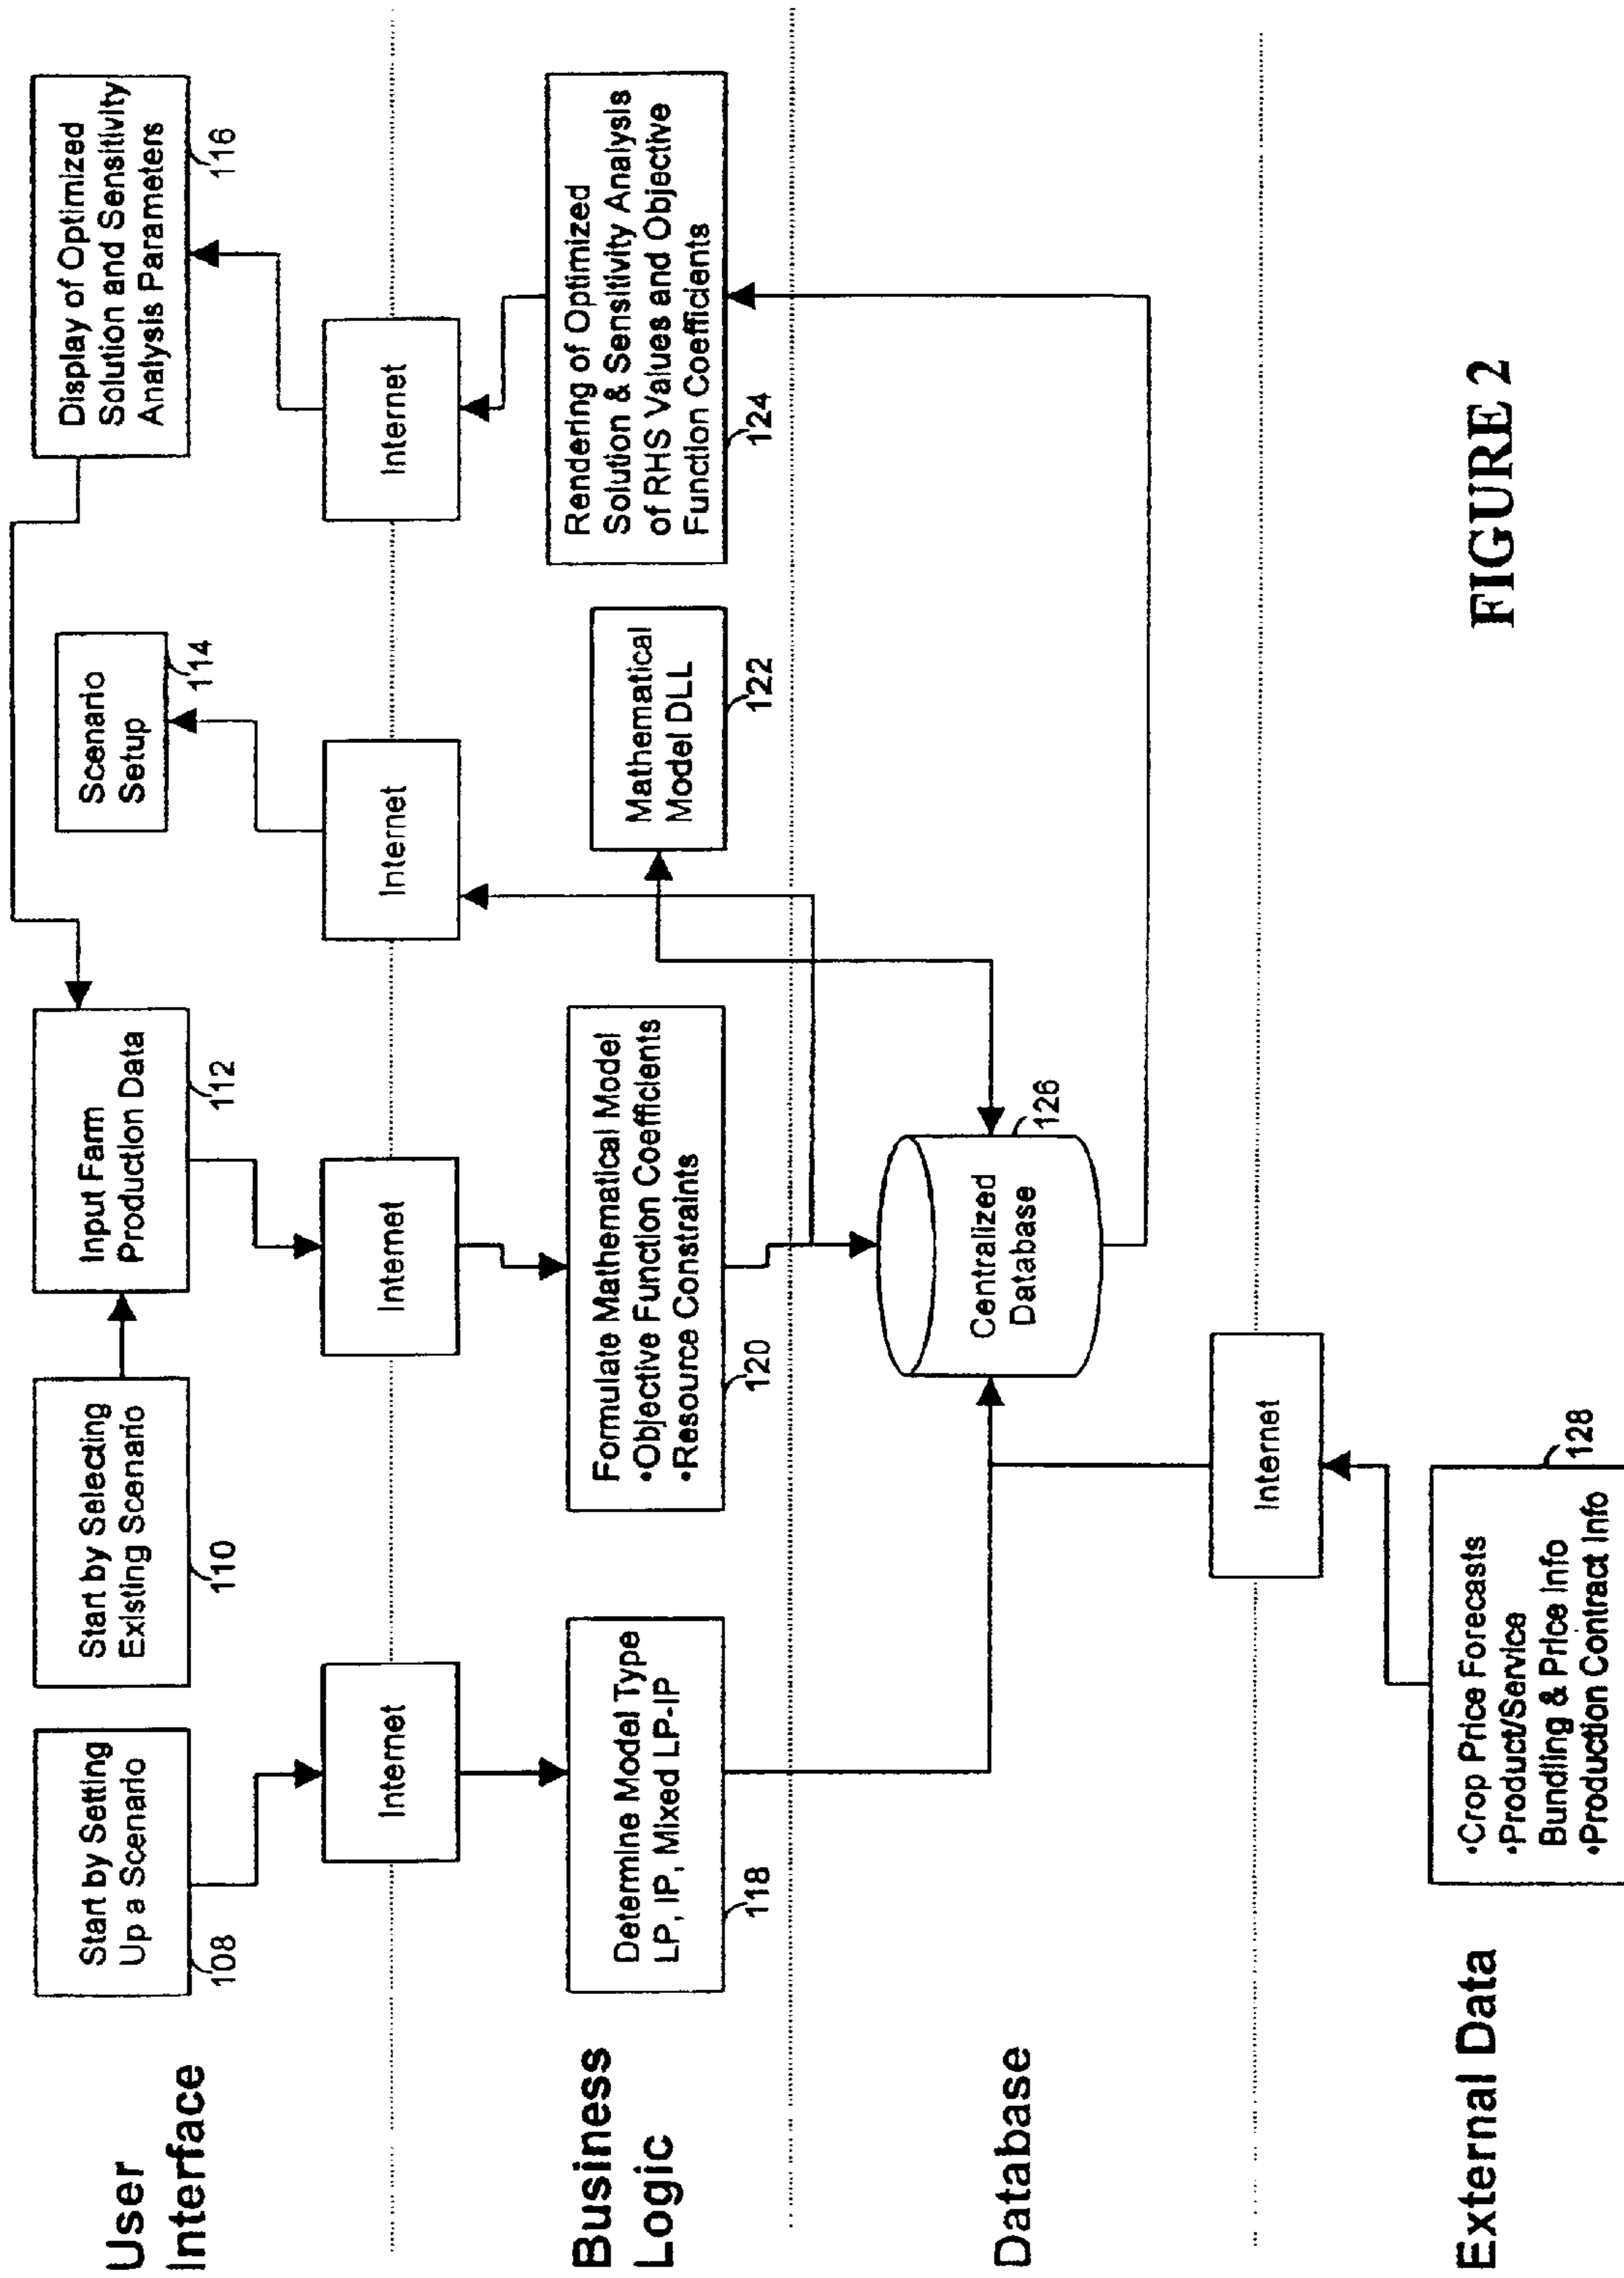 User
Interface
Start by Setting
Up a Scenario
108
Start by Selecting
Existing Scenario
110
Input Farm
Production Data
112
Scenario
Setup
114
Display of Optimized
Solution and Sensitivity
Analysis Parameters
116
Internet
Internet
Internet
Internet
Business
Logic
Determine Model Type
LP, IP, Mixed LP-IP
118
Formulate Mathematical Model
•Objective Function Coefficients
•Resource Constraints
120
Mathematical
Model DLL
122
Rendering of Optimized
Solution & Sensitivity Analysis
of RHS Values and Objective
Function Coefficients
124
Database
Centralized
Database
126
Internet
External Data
•Crop Price Forecasts
•Product/Service
Bundling & Price Info
•Production Contract Info
128
FIGURE 2